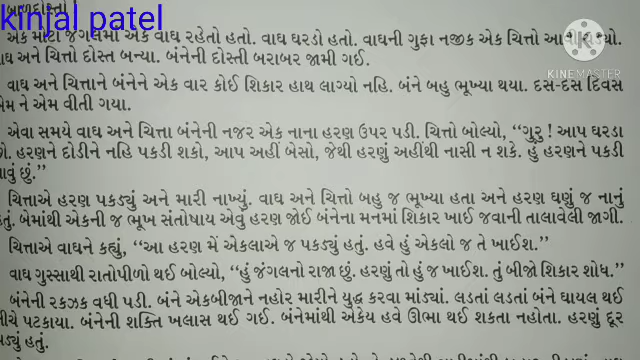 બાળદોસ્તો !
kinjal patel
એક મોટા જંગલમાં એક વાઘ રહેતો હતો. વાઘ ઘરડો હતો. વાઘની ગુફા નજીક એક ચિત્તો
વાઘ અને ચિત્તો દોસ્ત બન્યા. બંનેની દોસ્તી બરાબર જામી ગઈ.
KINEMASTER
વાઘ અને ચિત્તાને બંનેને એક વાર કોઈ શિકાર હાથ લાગ્યો નહિ. બંને બહુ ભૂખ્યા થયા. દસ-દસ દિવસ
એમ ને એમ વીતી ગયા.
એવા સમયે વાઘ અને ચિત્તા બંનેની નજર એક નાના હરણ ઉપર પડી. ચિત્તો બોલ્યો, ‘‘ગુરુ ! આપ ઘરડા
છો. હરણને દોડીને નહિ પકડી શકો, આપ અહીં બેસો, જેથી હરણું અહીંથી નાસી ન શકે. હું હરણને પકડી
લાવું છું.’’
ચિત્તાએ હરણ પકડ્યું અને મારી નાખ્યું. વાઘ અને ચિત્તો બહુ જ ભૂખ્યા હતા અને હરણ ઘણું જ નાનું
હતું. બેમાંથી એકની જ ભૂખ સંતોષાય એવું હરણ જોઈ બંનેના મનમાં શિકાર ખાઈ જવાની તાલાવેલી જાગી.
ચિત્તાએ વાઘને કહ્યું, ‘‘આ હરણ મેં એકલાએ જ પકડ્યું હતું. હવે હું એકલો જ તે ખાઈશ.’’
વાઘ ગુસ્સાથી રાતોપીળો થઈ બોલ્યો, ‘‘હું જંગલનો રાજા છું. હરણું તો હું જ ખાઈશ. તું બીજો શિકાર શોધ.’’
બંનેની રકઝક વધી પડી. બંને એકબીજાને નહોર મારીને યુદ્ધ કરવા માંડ્યાં. લડતાં લડતાં બંને ઘાયલ થઈ
નીચે પટકાયા. બંનેની શક્તિ ખલાસ થઈ ગઈ. બંનેમાંથી એકેય હવે ઊભા થઈ શકતા નહોતા. હરણું દૂર
પડ્યું હતું.